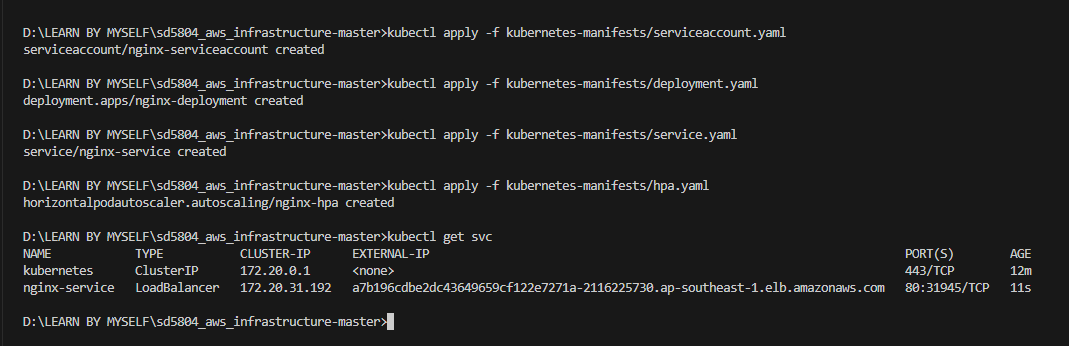 D:\LEARN BY MYSELF\sd5804_aws_infrastructure-master>kubectl apply -f kubernetes-manifests/serviceaccount.yaml
serviceaccount/nginx-serviceaccount created
D:\LEARN BY MYSELF\sd5804_aws_infrastructure-master>kubectl apply -f kubernetes-manifests/deployment.yaml
deployment.apps/nginx-deployment created
D:\LEARN BY MYSELF\sd5804_aws_infrastructure-master>kubectl apply -f kubernetes-manifests/service.yaml
service/nginx-service created
D:\LEARN BY MYSELF\sd5804_aws_infrastructure-master>kubectl apply -f kubernetes-manifests/hpa.yaml
horizontalpodautoscaler.autoscaling/nginx-hpa created
D:\LEARN BY MYSELF\sd5804_aws_infrastructure-master>kubectl get svc
NAME TYPE CLUSTER-IP EXTERNAL-IP PORT(S) AGE
kubernetes ClusterIP 172.20.0.1 <none> 443/TCP 12m
nginx-service LoadBalancer 172.20.31.192 a7b196cdbe2dc43649659cf122e7271a-2116225730.ap-southeast-1.elb.amazonaws.com 80:31945/TCP 11s
D:\LEARN BY MYSELF\sd5804_aws_infrastructure-master>